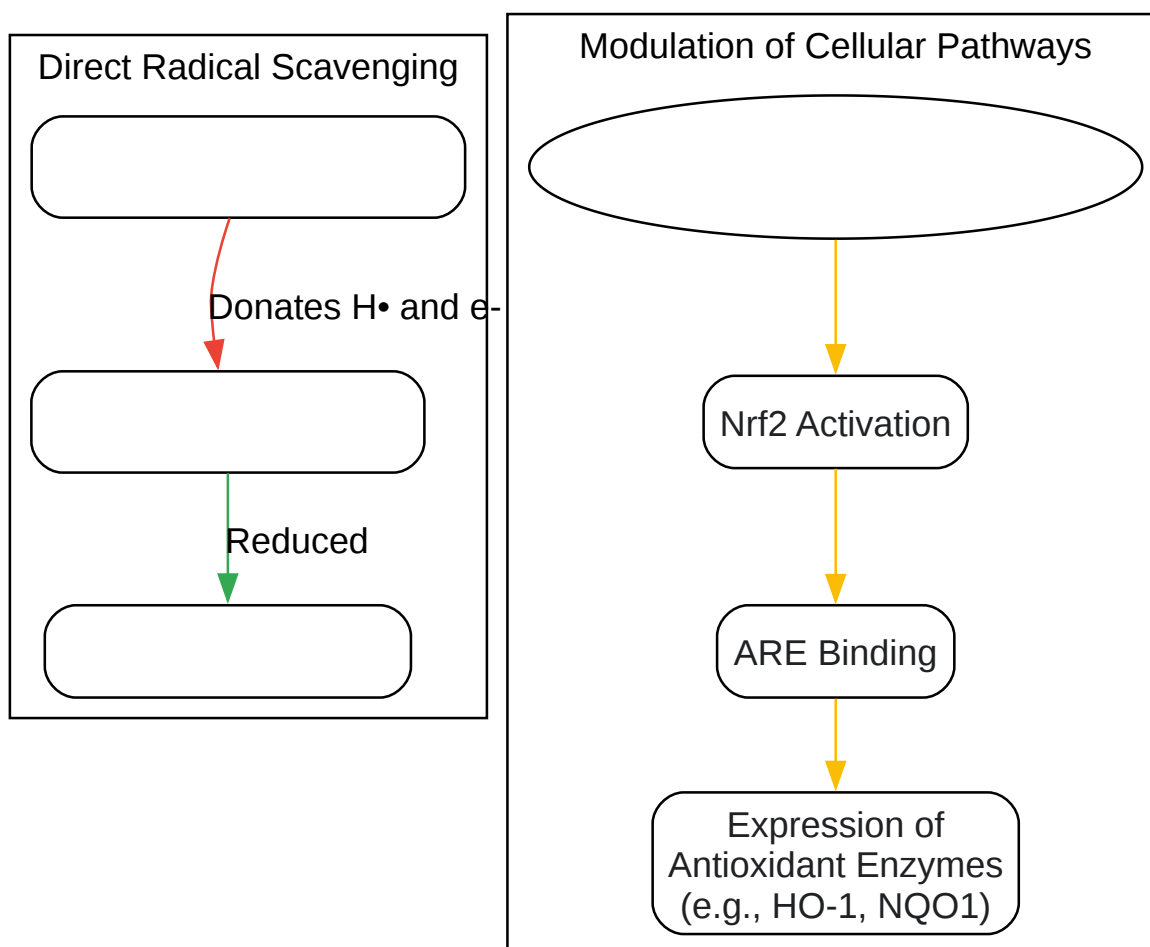 Direct Radical Scavenging
Donates H• and e-
Reduced
Modulation of Cellular Pathways
Nrf2 Activation
ARE Binding
Expression of
Antioxidant Enzymes
(e.g., HO-1, NQO1)